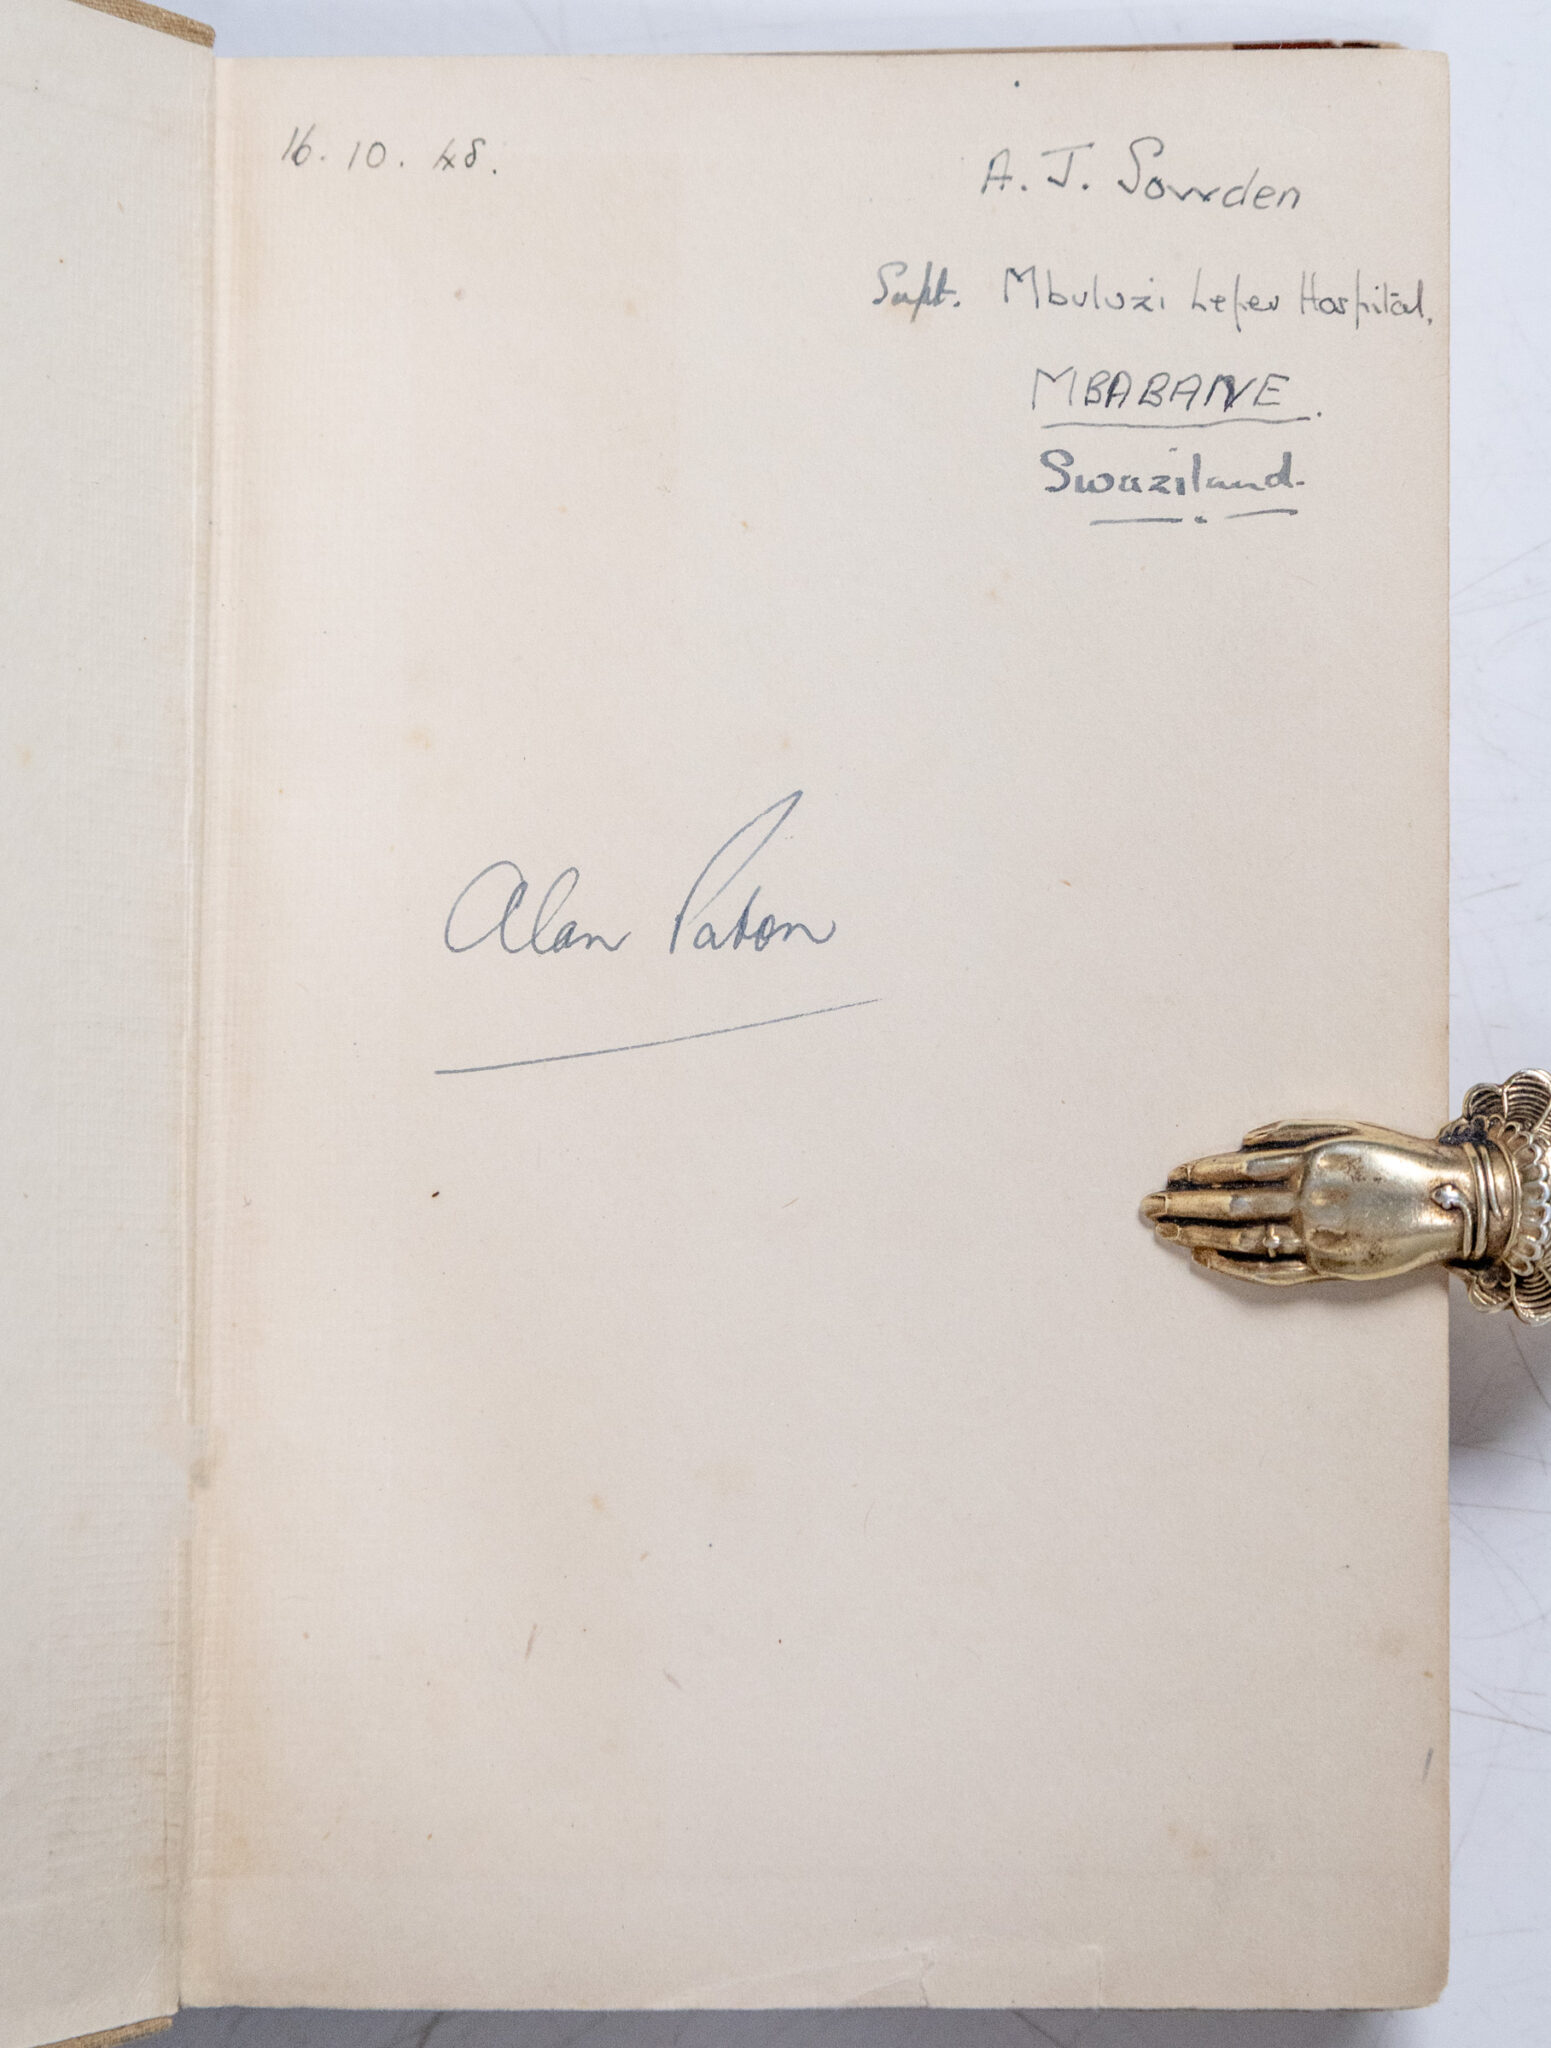 16. 10. 48.
A. J. Sowden
Supt. Mbuluzi Leper Hospital.
MBABANE.
Swaziland.
Alan Paton